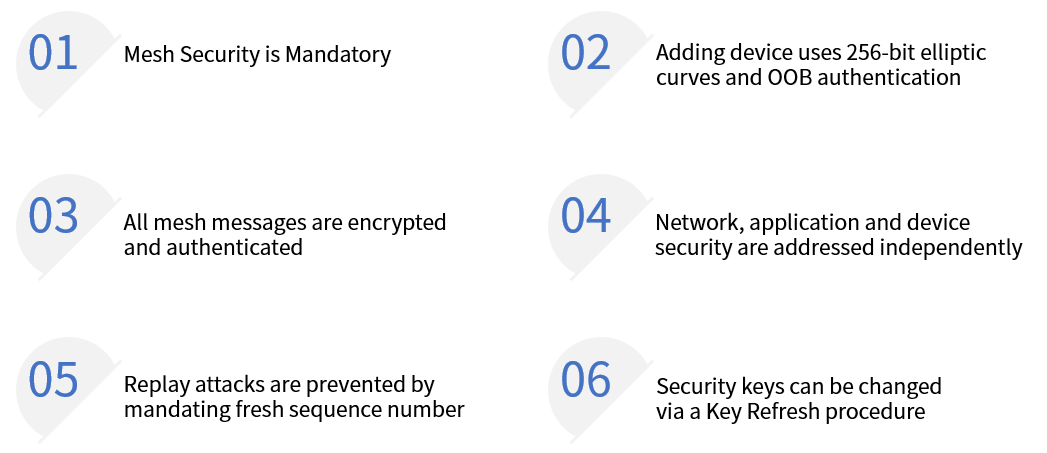 01
Mesh Security is Mandatory
02
Adding device uses 256-bit elliptic
curves and OOB authentication
03
All mesh messages are encrypted
and authenticated
04
Network, application and device
security are addressed independently
05
Replay attacks are prevented by
mandating fresh sequence number
06
Security keys can be changed
via a Key Refresh procedure